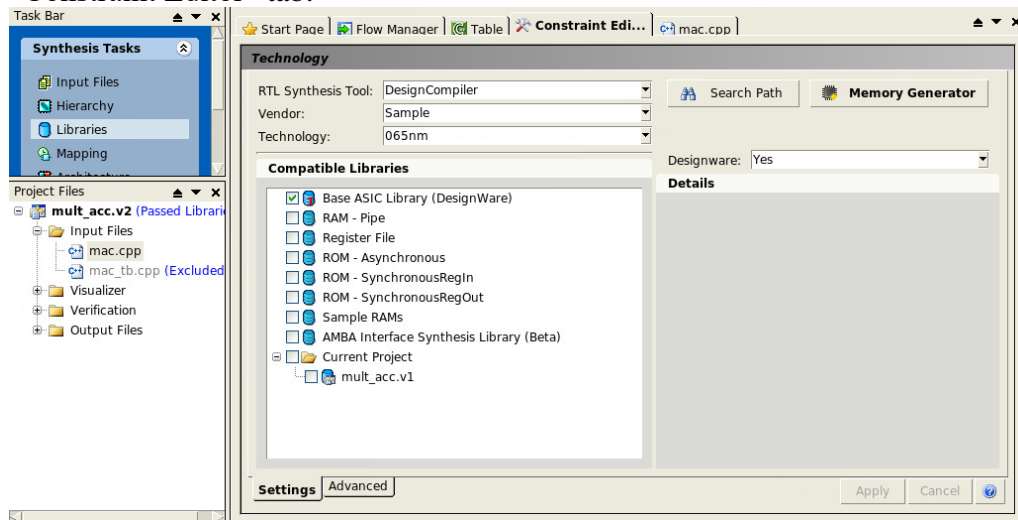 Constraint Editor tab.
Task Bar
Synthesis Tasks
Input Files
Hierarchy
Libraries
Mapping
Project Files
mult_acc.v2 (Passed Librari
Input Files
mac.cpp
mac_tb.cpp (Excluded
Visualizer
Verification
Output Files
Start Page Flow Manager Table Constraint Edi... mac.cpp
Technology
RTL Synthesis Tool: DesignCompiler
Vendor: Sample
Technology: 065nm
Search Path Memory Generator
Designware: Yes
Compatible Libraries
Base ASIC Library (DesignWare)
RAM - Pipe
Register File
ROM - Asynchronous
ROM - SynchronousRegIn
ROM - SynchronousRegOut
Sample RAMs
AMBA Interface Synthesis Library (Beta)
Current Project
mult_acc.v1
Details
Settings Advanced
Apply Cancel